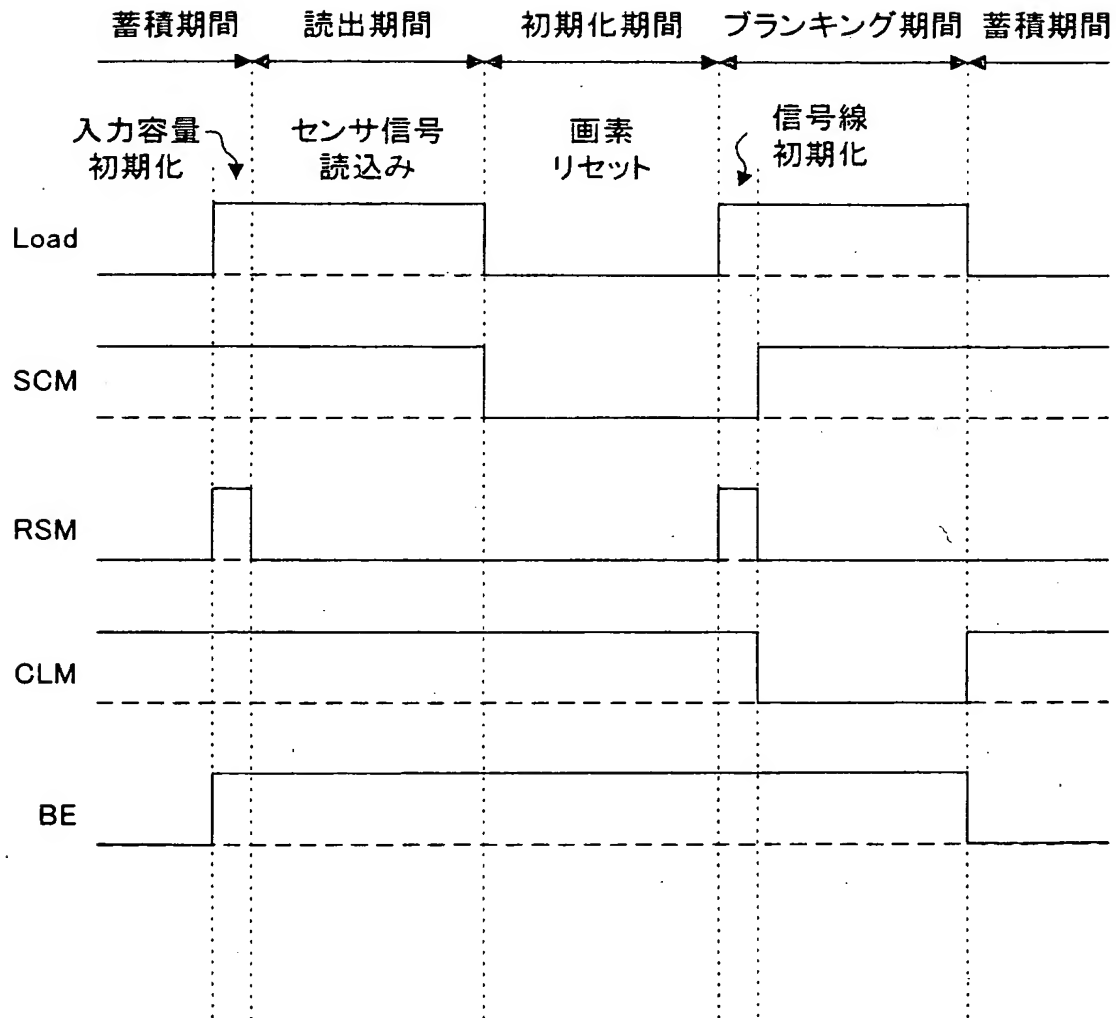 蓄積期間 読出期間 初期化期間 ブランキング期間 蓄積期間
入力容量
初期化
センサ信号
読込み
画素
リセット
信号線
初期化
Load
SCM
RSM
CLM
BE